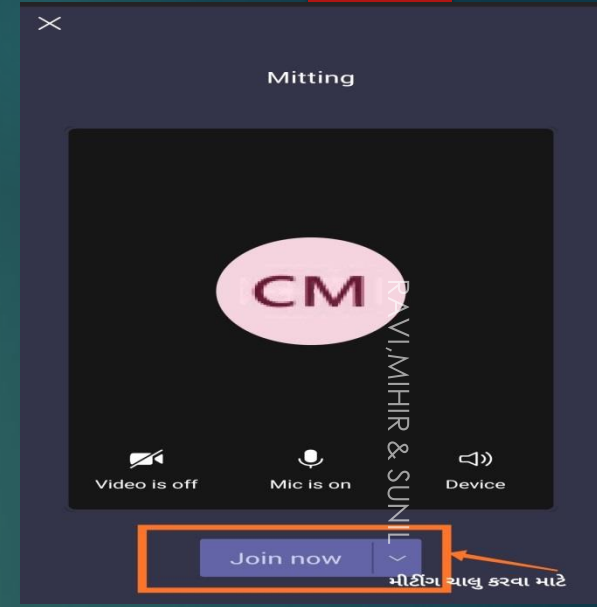 Mitting
CM
RAVI,MIHIR & SUNIL
Video is off
Mic is on
Device
Join now
મીટીંગ ચાલુ કરવા માટે